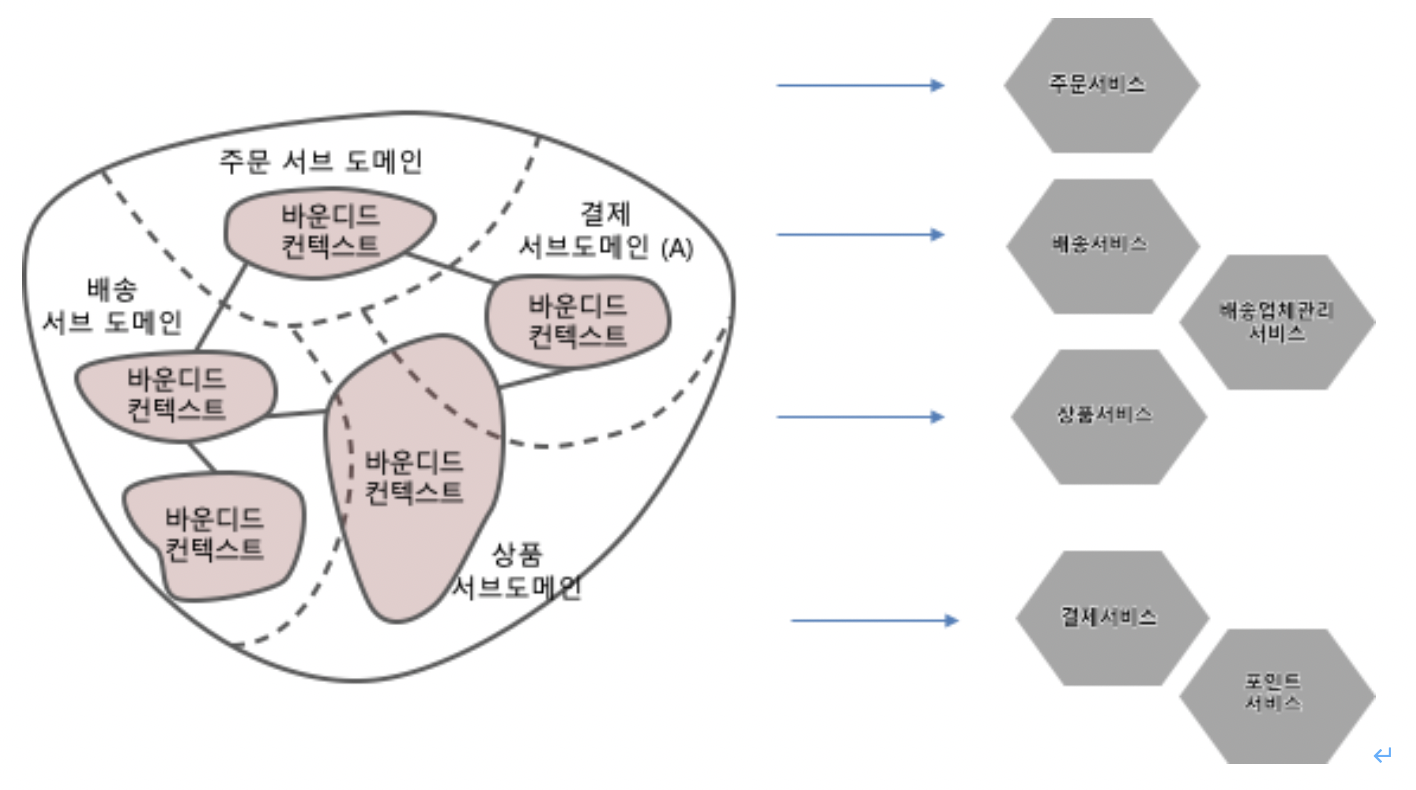 주문 서브 도메인
바운디드
컨텍스트
결제
서브도메인 (A)
바운디드
컨텍스트
배송
서브 도메인
바운디드
컨텍스트
바운디드
컨텍스트
바운디드
컨텍스트
상품
서브도메인
주문서비스
배송서비스
배송업체관리
서비스
상품서비스
결제서비스
포인트
서비스